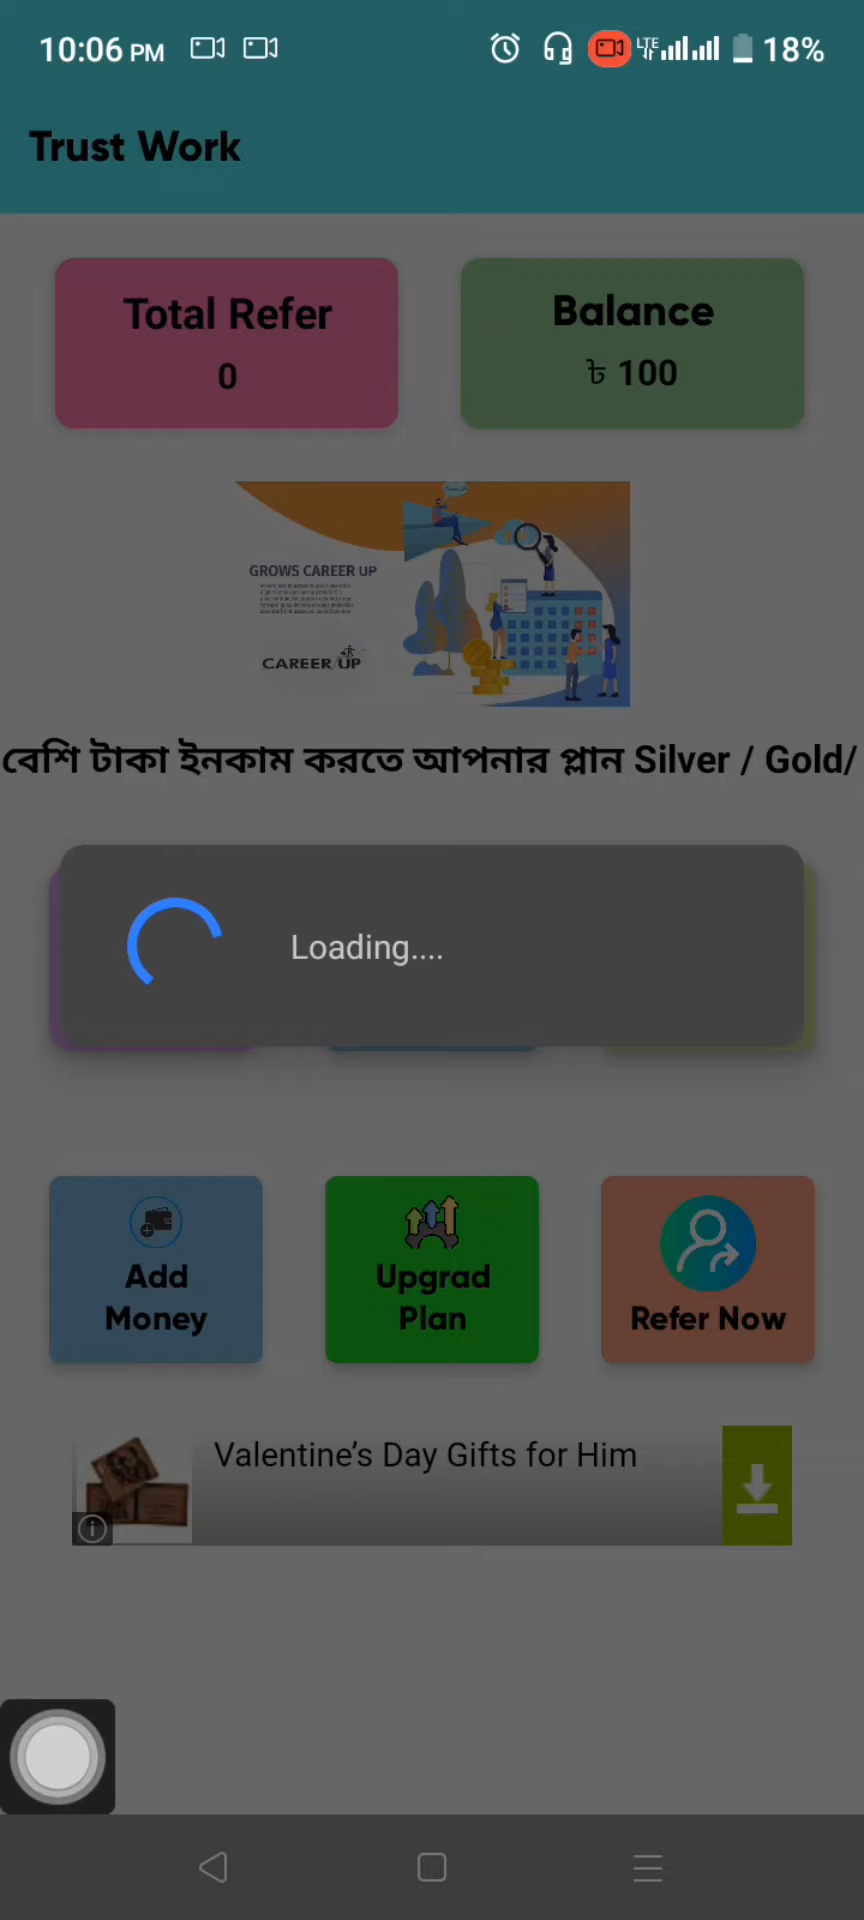 10:06 PM
LTE
18%
Trust Work
Total Refer
0
Balance
৳ 100
GROWS CAREER UP
CAREER UP
বেশি টাকা ইনকাম করতে আপনার প্লান Silver / Gold/
Loading....
Add
Money
Upgrad
Plan
Refer Now
Valentine’s Day Gifts for Him